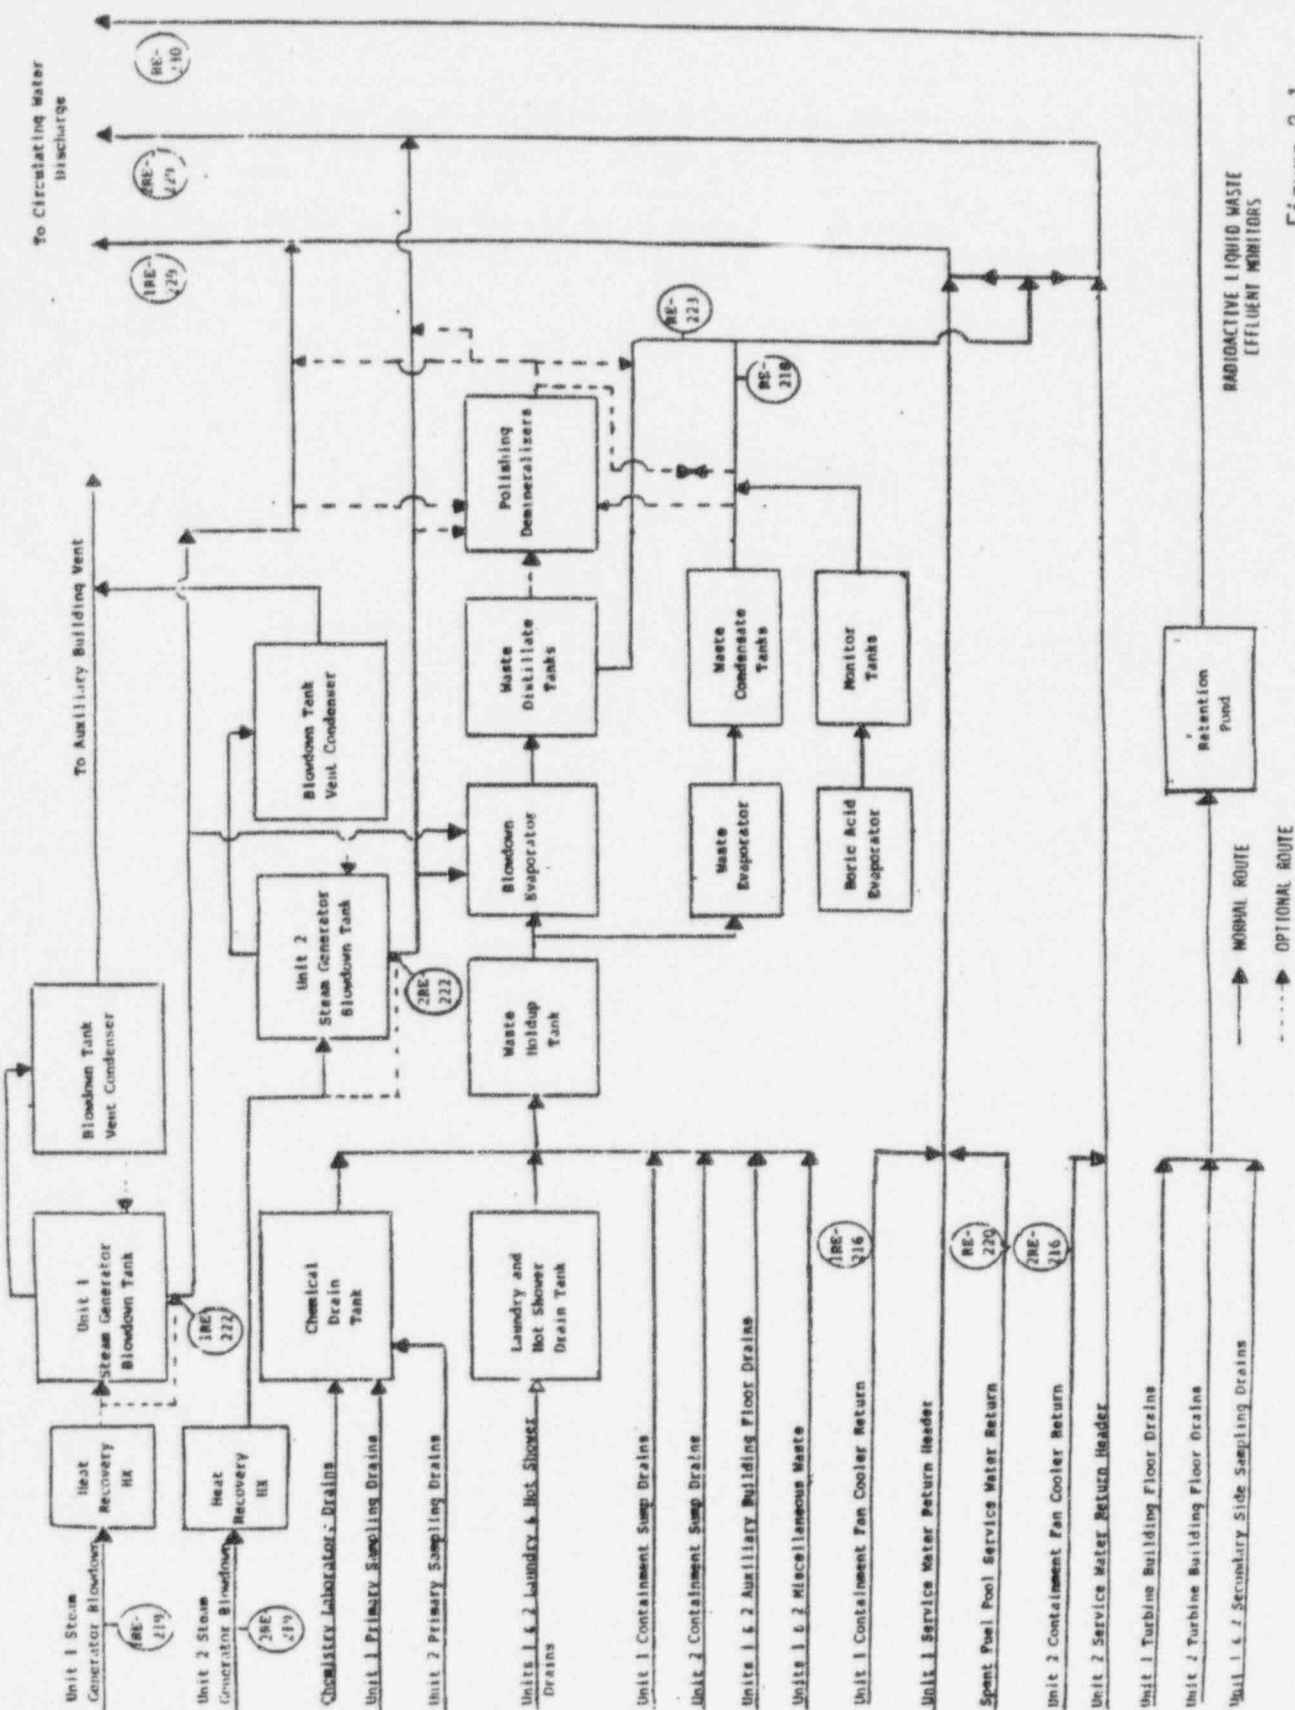 To Circulating Water
Discharge
RE-
230
2RE-
229
1RE-
229
To Auxiliary Building Vent
Blowdown Tank
Vent Condenser
Blowdown Tank
Vent Condenser
Unit 1
Steam Generator
Blowdown Tank
1RE-
222
Unit 2
Steam Generator
Blowdown Tank
2RE-
222
Heat
Recovery
HX
Heat
Recovery
HX
Unit 1 Steam
Generator Blowdown
1RE-
219
Unit 2 Steam
Generator Blowdown
2RE-
219
Polishing
Demineralizers
RE-
223
RE-
218
Waste
Distillate
Tanks
Waste
Condensate
Tanks
Monitor
Tanks
Blowdown
Evaporator
Waste
Evaporator
Boric Acid
Evaporator
Waste
Holdup
Tank
Chemical
Drain
Tank
Laundry and
Hot Shower
Drain Tank
Chemistry Laboratory Drains
Unit 1 Primary Sampling Drains
Unit 2 Primary Sampling Drains
Units 1 & 2 Laundry & Hot Shower
Drains
Unit 1 Containment Sump Drains
Unit 2 Containment Sump Drains
Units 1 & 2 Auxiliary Building Floor Drains
Units 1 & 2 Miscellaneous Waste
Unit 1 Containment Fan Cooler Return
1RE-
216
Unit 1 Service Water Return Header
Spent Fuel Pool Service Water Return
RE-
220
Unit 2 Containment Fan Cooler Return
2RE-
216
Unit 2 Service Water Return Header
Unit 1 Turbine Building Floor Drains
Unit 2 Turbine Building Floor Drains
Unit 1 & 2 Secondary Side Sampling Drains
Retention
Pond
NORMAL ROUTE
OPTIONAL ROUTE
RADIOACTIVE LIQUID WASTE
EFFLUENT MONITORS